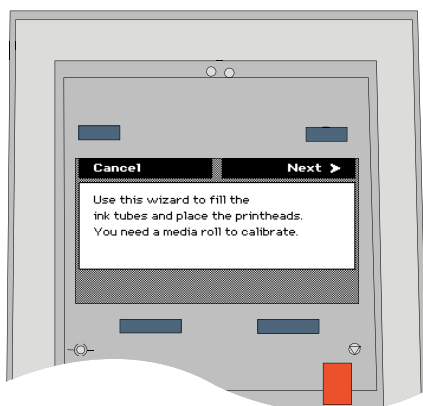 Cancel
Next >
Use this wizard to fill the
ink tubes and place the printheads.
You need a media roll to calibrate.